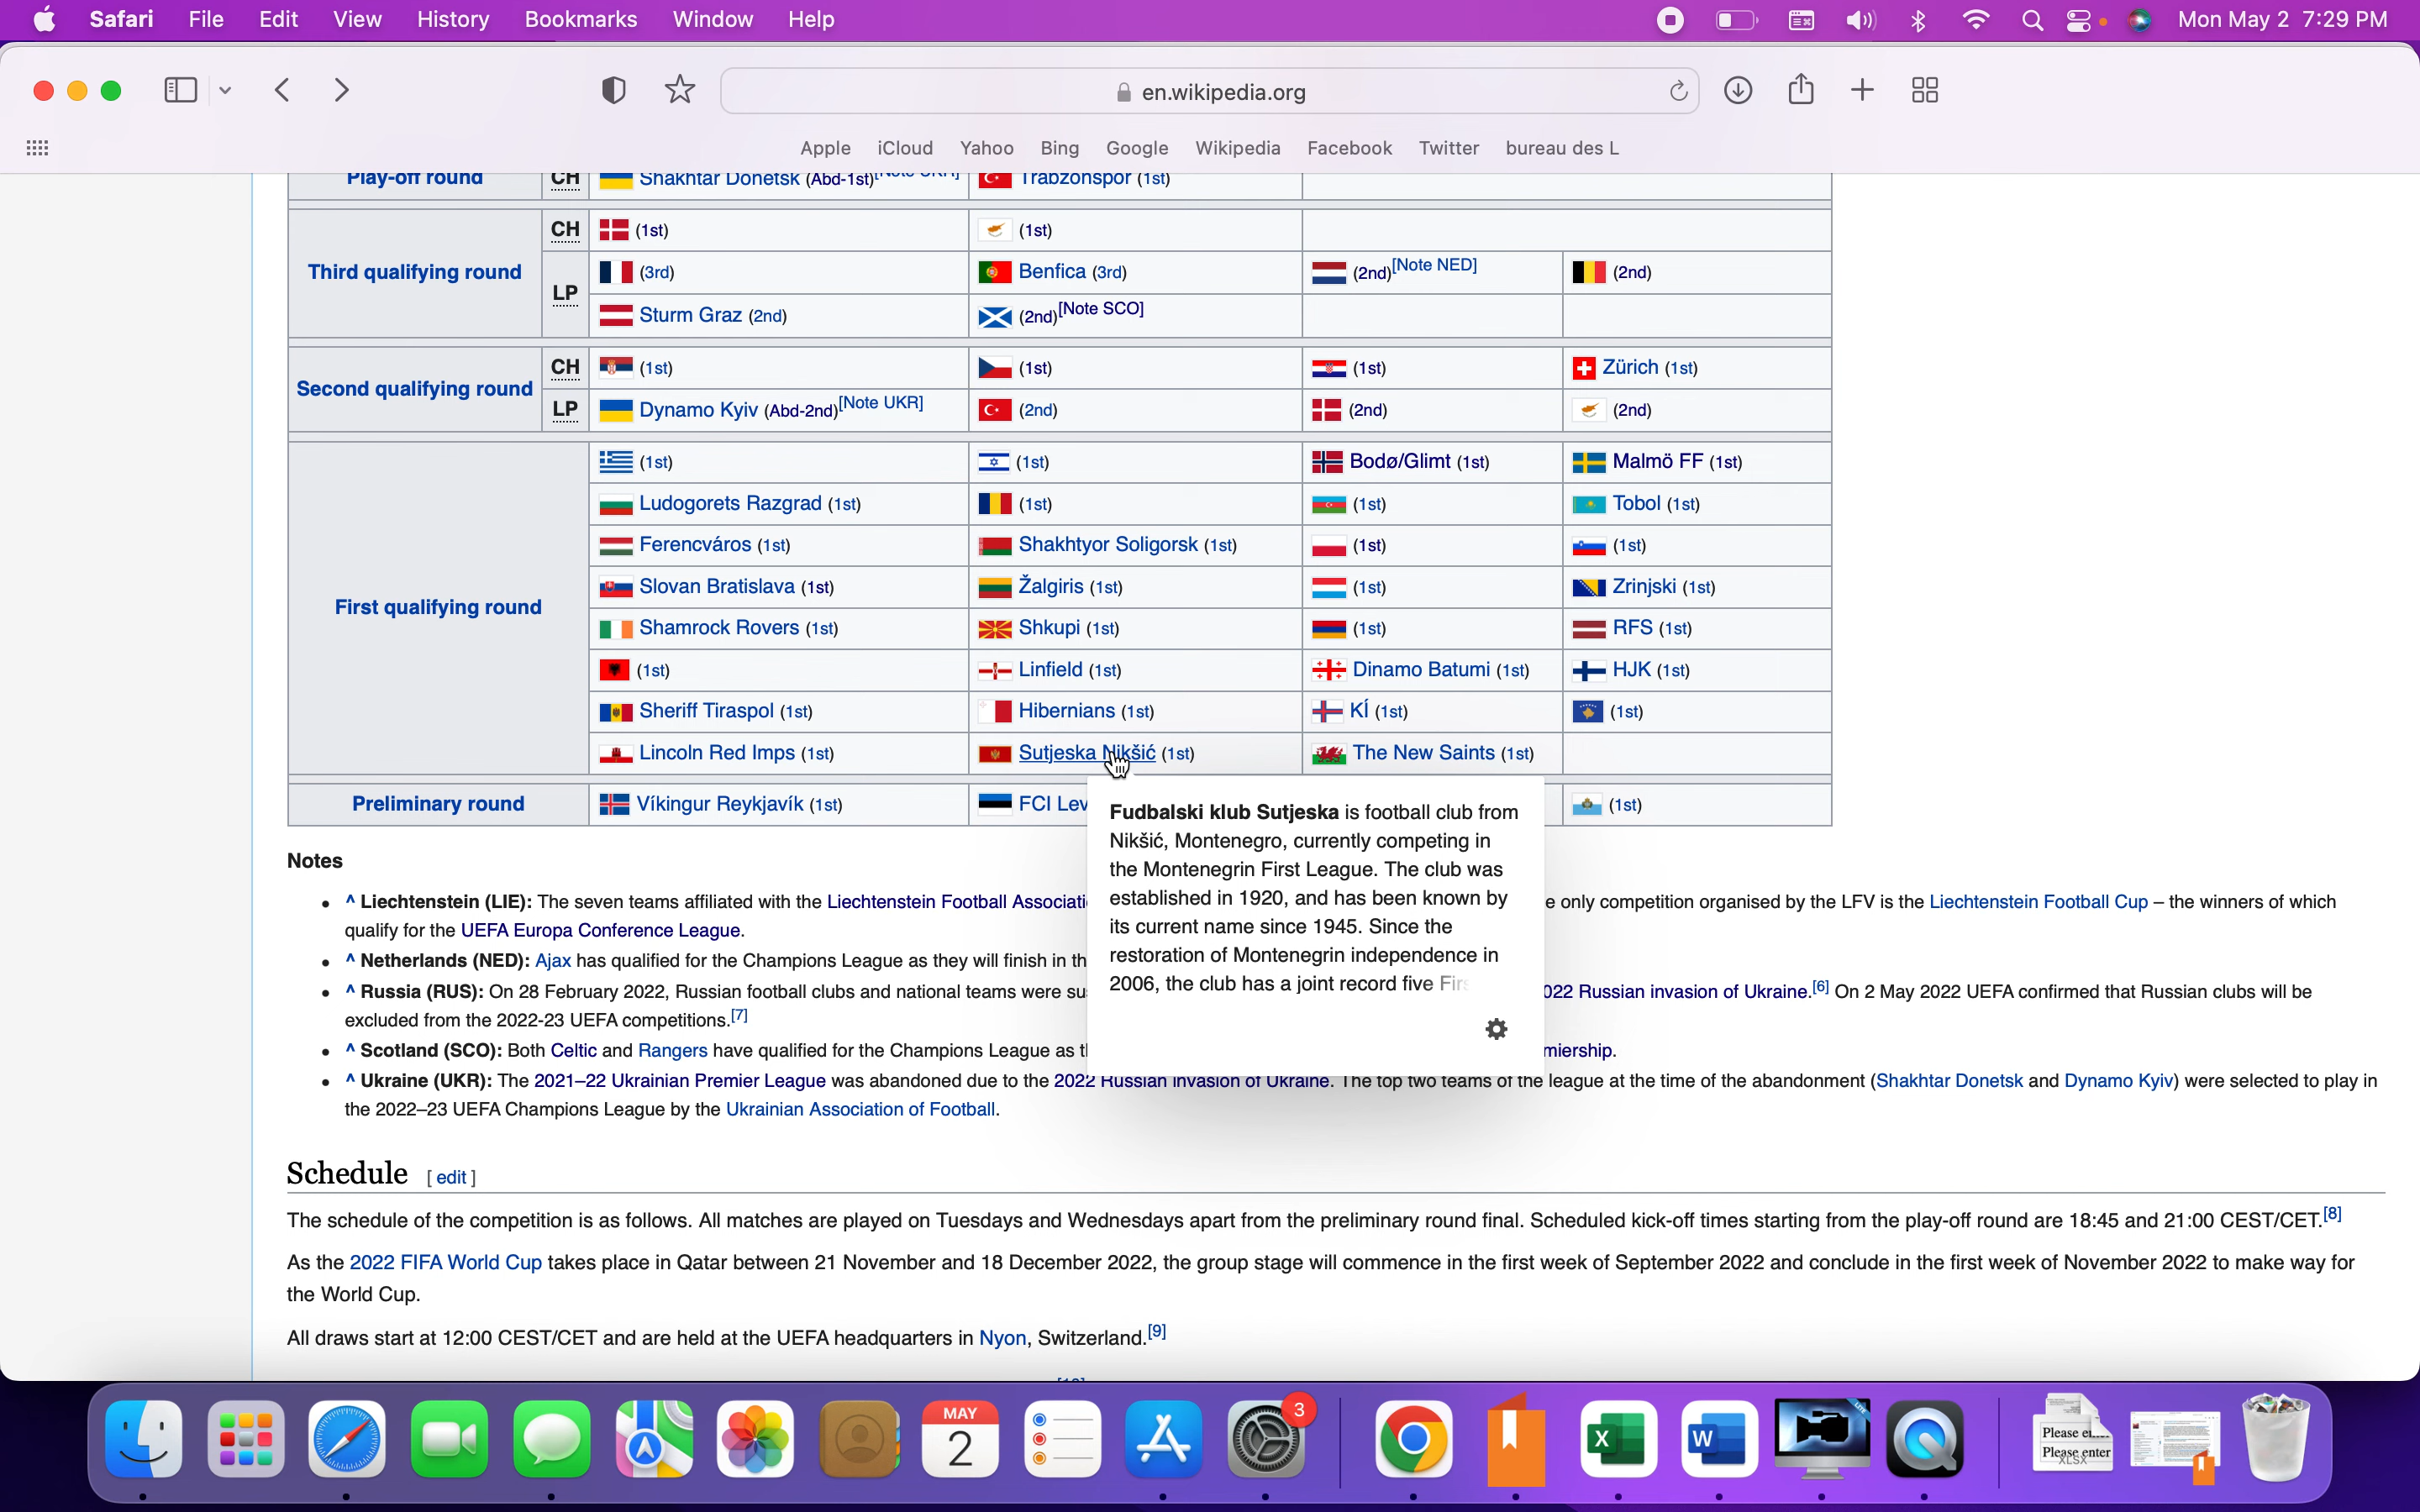 Safari File Edit View History Bookmarks Window Help Mon May 2 7:29 PM
en.wikipedia.org
Apple iCloud Yahoo Bing Google Wikipedia Facebook Twitter bureau des L
Play-off round CH Shakhtar Donetsk (Abd-1st)[Note UKR] Trabzonspor (1st)
Third qualifying round CH (1st) (1st)
LP (3rd) Benfica (3rd) (2nd)[Note NED] (2nd)
Sturm Graz (2nd) (2nd)[Note SCO]
Second qualifying round CH (1st) (1st) (1st) Zürich (1st)
LP Dynamo Kyiv (Abd-2nd)[Note UKR] (2nd) (2nd) (2nd)
First qualifying round (1st) (1st) Bodø/Glimt (1st) Malmö FF (1st)
Ludogorets Razgrad (1st) (1st) (1st) Tobol (1st)
Ferencváros (1st) Shakhtyor Soligorsk (1st) (1st) (1st)
Slovan Bratislava (1st) Žalgiris (1st) (1st) Zrinjski (1st)
Shamrock Rovers (1st) Shkupi (1st) (1st) RFS (1st)
(1st) Linfield (1st) Dinamo Batumi (1st) HJK (1st)
Sheriff Tiraspol (1st) Hibernians (1st) KÍ (1st) (1st)
Lincoln Red Imps (1st) Sutjeska Nikšić (1st) The New Saints (1st)
Preliminary round Víkingur Reykjavík (1st) FCI Lev (1st)
Fudbalski klub Sutjeska is football club from
Nikšić, Montenegro, currently competing in
the Montenegrin First League. The club was
established in 1920, and has been known by
its current name since 1945. Since the
restoration of Montenegrin independence in
2006, the club has a joint record five Firs
Notes
• ^ Liechtenstein (LIE): The seven teams affiliated with the Liechtenstein Football Associati e only competition organised by the LFV is the Liechtenstein Football Cup – the winners of which
qualify for the UEFA Europa Conference League.
• ^ Netherlands (NED): Ajax has qualified for the Champions League as they will finish in th
• ^ Russia (RUS): On 28 February 2022, Russian football clubs and national teams were su 022 Russian invasion of Ukraine.[6] On 2 May 2022 UEFA confirmed that Russian clubs will be
excluded from the 2022-23 UEFA competitions.[7]
• ^ Scotland (SCO): Both Celtic and Rangers have qualified for the Champions League as t miership.
• ^ Ukraine (UKR): The 2021–22 Ukrainian Premier League was abandoned due to the 2022 Russian invasion of Ukraine. The top two teams of the league at the time of the abandonment (Shakhtar Donetsk and Dynamo Kyiv) were selected to play in
the 2022–23 UEFA Champions League by the Ukrainian Association of Football.
Schedule [ edit ]
The schedule of the competition is as follows. All matches are played on Tuesdays and Wednesdays apart from the preliminary round final. Scheduled kick-off times starting from the play-off round are 18:45 and 21:00 CEST/CET.[8]
As the 2022 FIFA World Cup takes place in Qatar between 21 November and 18 December 2022, the group stage will commence in the first week of September 2022 and conclude in the first week of November 2022 to make way for
the World Cup.
All draws start at 12:00 CEST/CET and are held at the UEFA headquarters in Nyon, Switzerland.[9]
MAY
2
3
X
W
Please en...
Please enter
XLSX